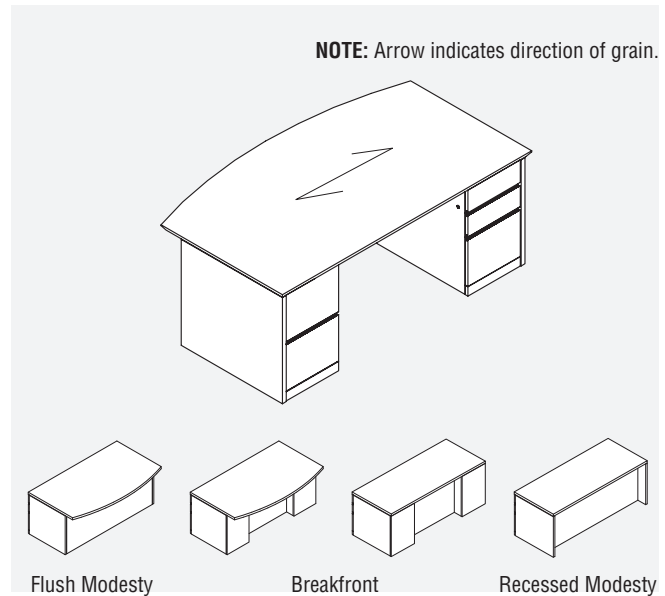 NOTE: Arrow indicates direction of grain.
Flush Modesty Breakfront Recessed Modesty